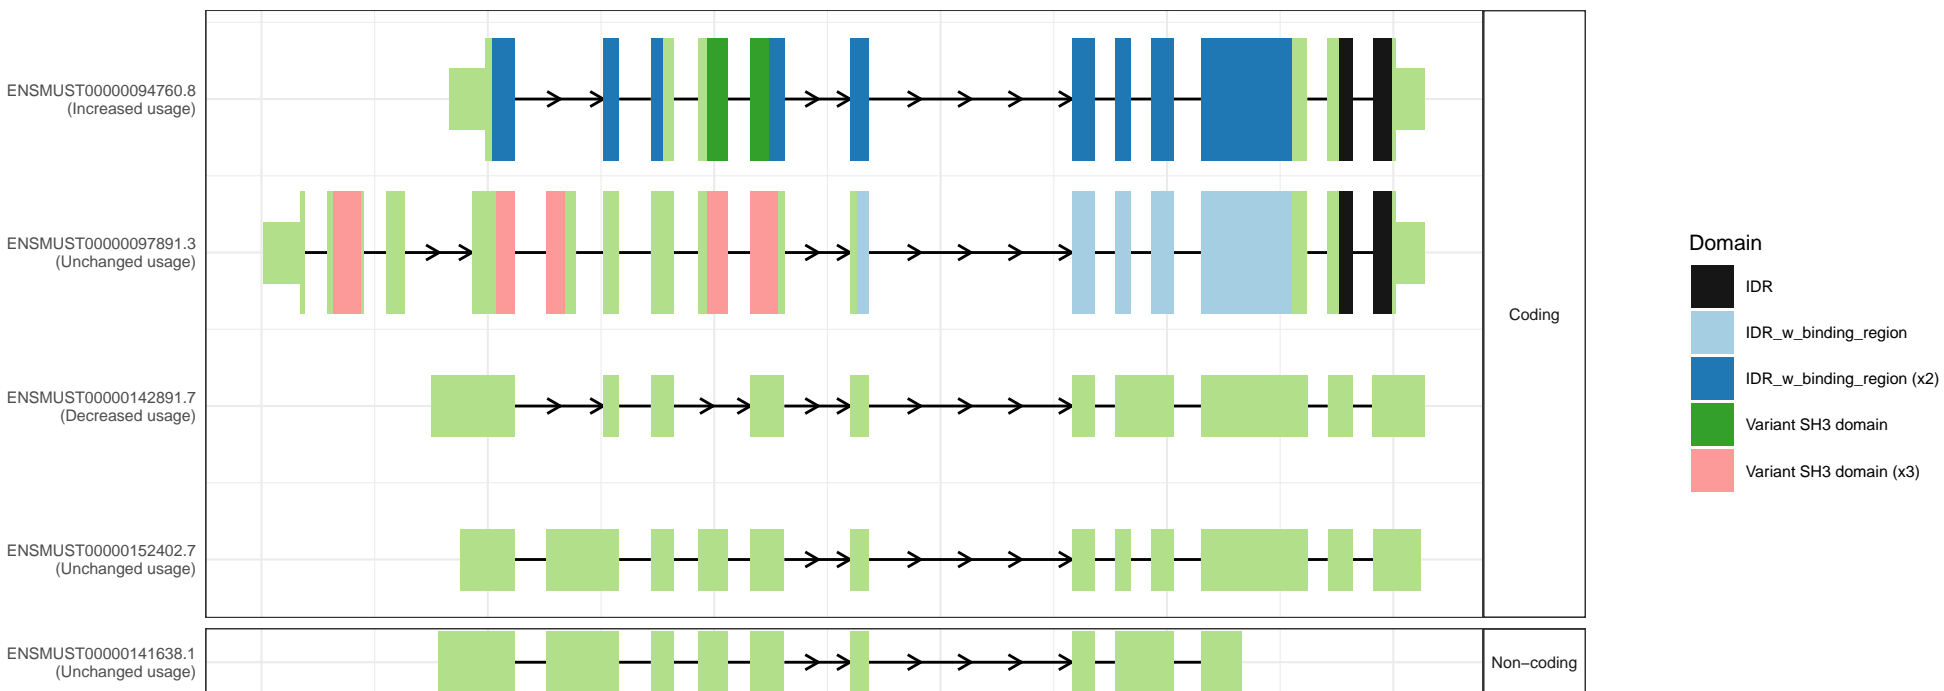 ENSMUST00000094760.8
(Increased usage)
ENSMUST00000097891.3
(Unchanged usage)
ENSMUST00000142891.7
(Decreased usage)
ENSMUST00000152402.7
(Unchanged usage)
ENSMUST00000141638.1
(Unchanged usage)
Coding
Non−coding
Domain
IDR
IDR_w_binding_region
IDR_w_binding_region (x2)
Variant SH3 domain
Variant SH3 domain (x3)